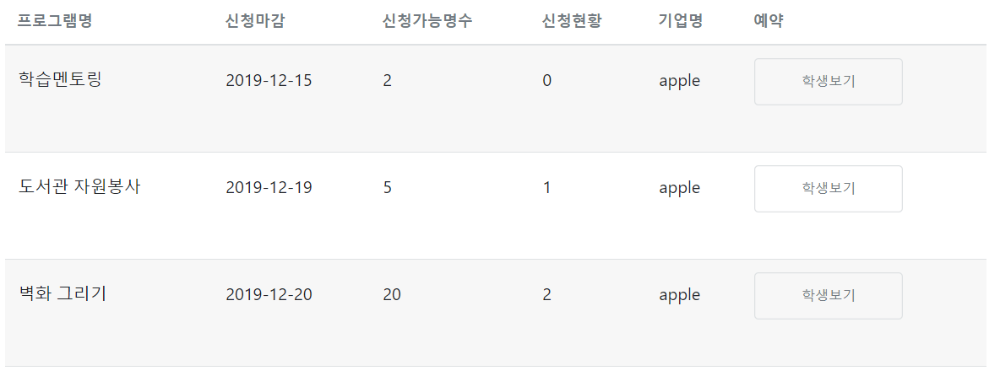 프로그램명 신청마감 신청가능명수 신청현황 기업명 예약
학습멘토링 2019-12-15 2 0 apple 학생보기
도서관 자원봉사 2019-12-19 5 1 apple 학생보기
벽화 그리기 2019-12-20 20 2 apple 학생보기